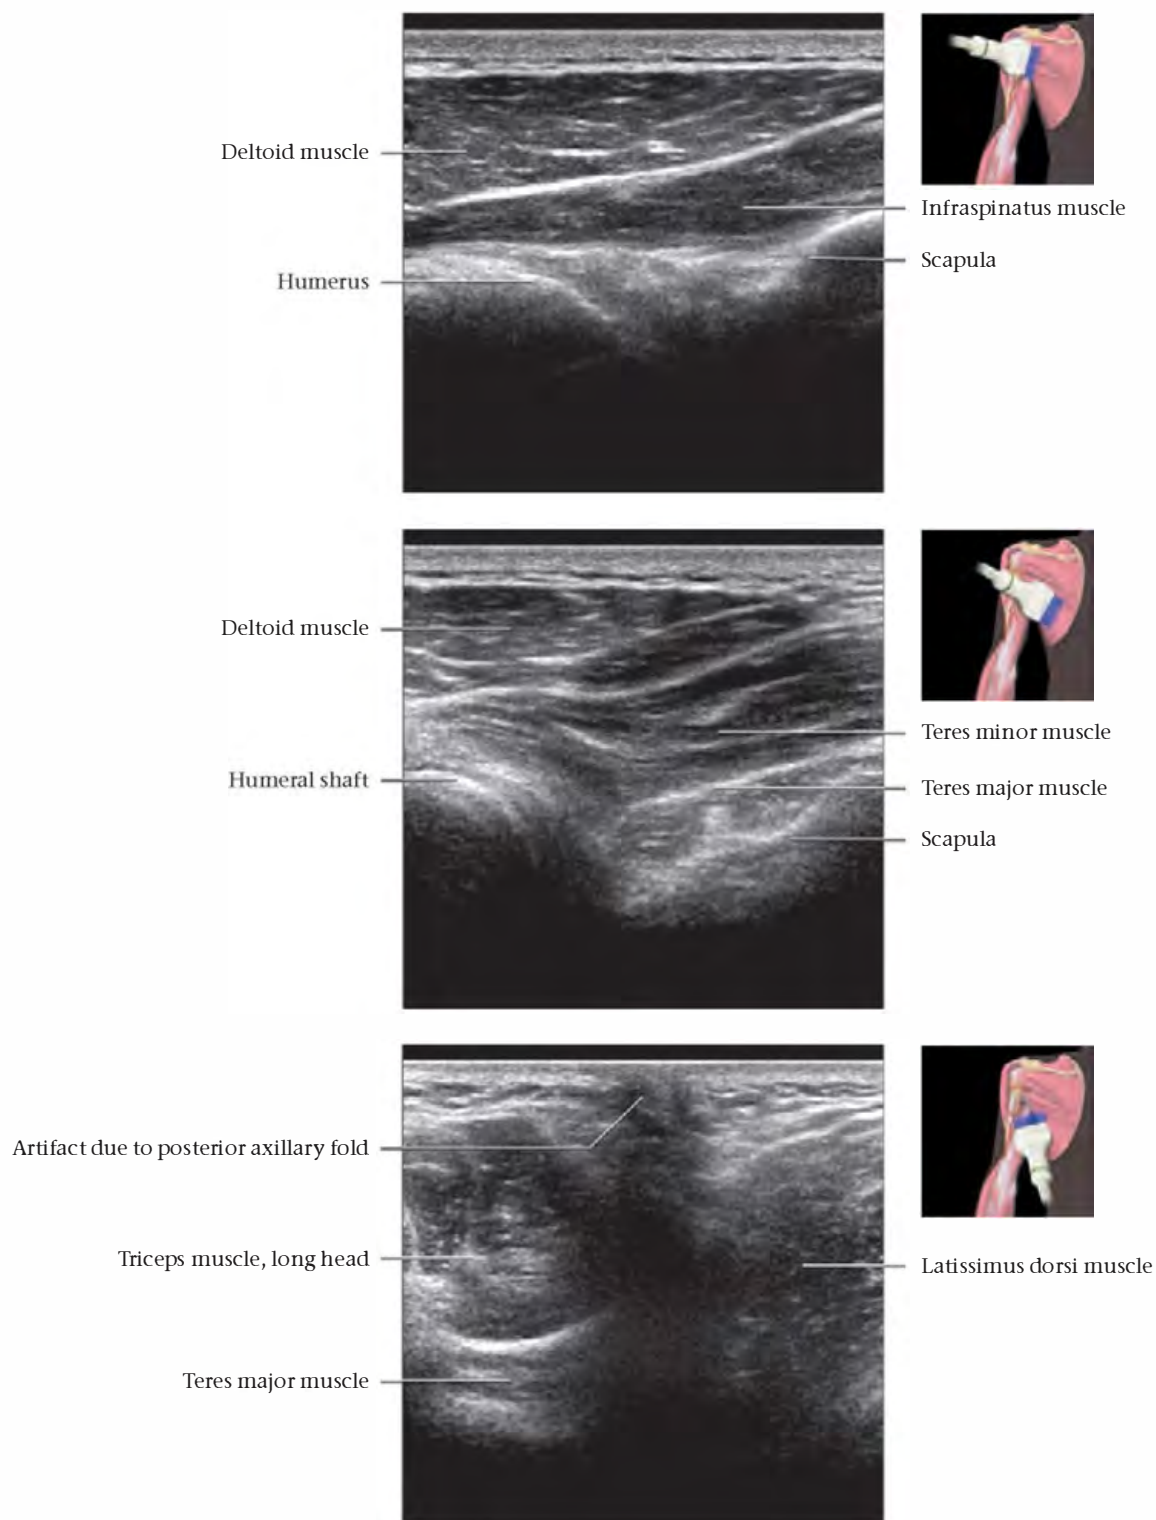 Deltoid muscle
Infraspinatus muscle
Scapula
Humerus
Deltoid muscle
Teres minor muscle
Humeral shaft
Teres major muscle
Scapula
Artifact due to posterior axillary fold
Triceps muscle, long head
Latissimus dorsi muscle
Teres major muscle